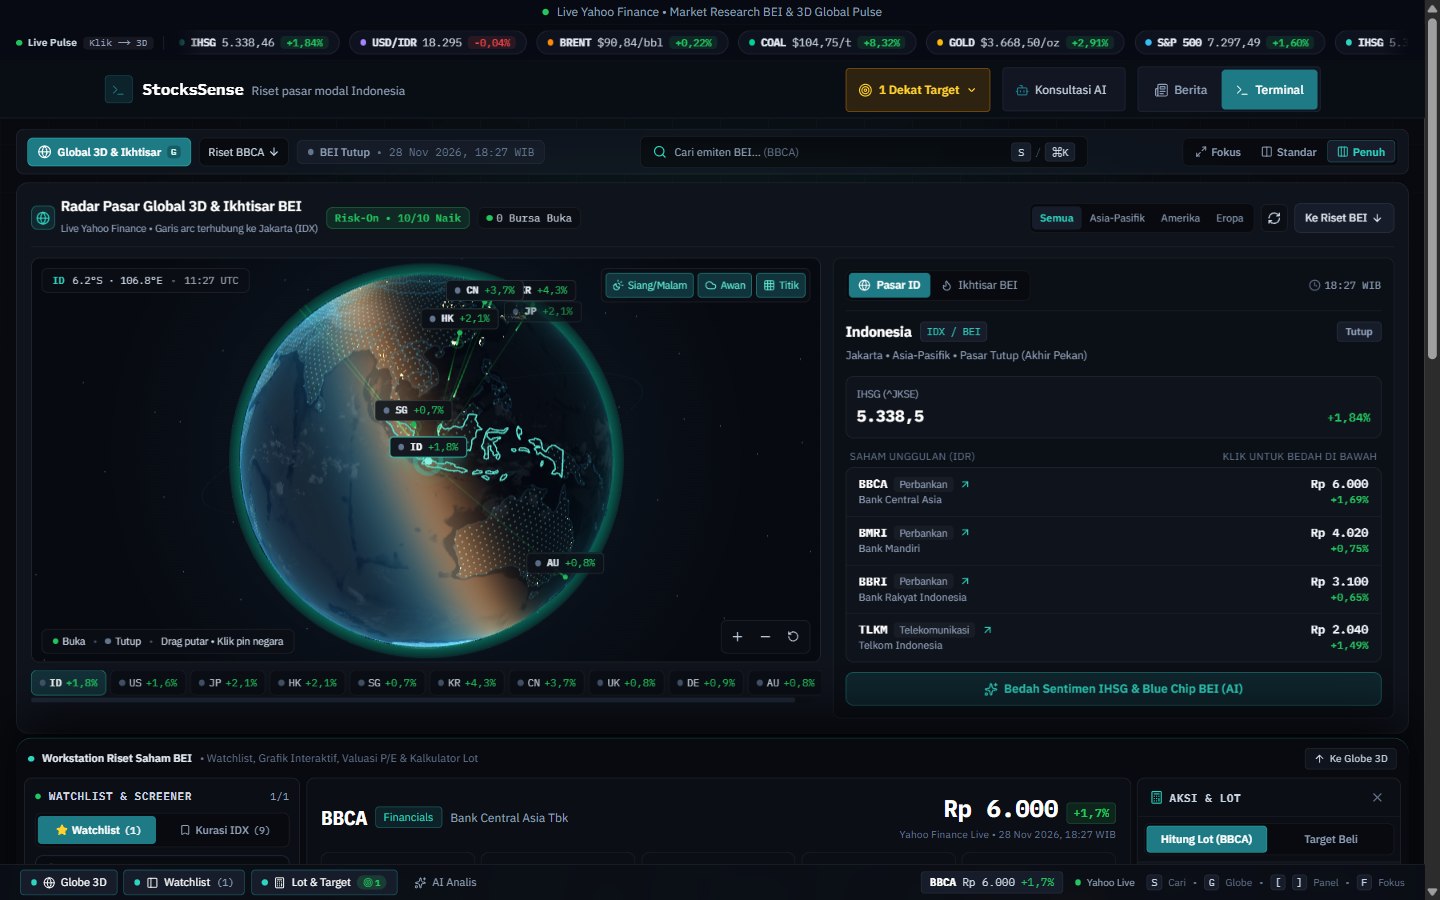 Live Yahoo Finance • Market Research BEI & 3D Global Pulse
Live Pulse Klik → 3D IHSG 5.338,46 +1,84% USD/IDR 18.295 -0,04% BRENT $90,84/bbl +0,22% COAL $104,75/t +8,32% GOLD $3.668,50/oz +2,91% S&P 500 7.297,49 +1,60% IHSG
StocksSense Riset pasar modal Indonesia 1 Dekat Target Konsultasi AI Berita Terminal
Global 3D & Ikhtisar G Riset BBCA ↓ BEI Tutup • 28 Nov 2026, 18:27 WIB Cari emiten BEI... (BBCA) S / ⌘K Fokus Standar Penuh
Radar Pasar Global 3D & Ikhtisar BEI Risk-On • 10/10 Naik 0 Bursa Buka Semua Asia-Pasifik Amerika Eropa Ke Riset BEI ↓
Live Yahoo Finance • Garis arc terhubung ke Jakarta (IDX)
ID 6.2°S · 106.8°E · 11:27 UTC
Siang/Malam Awan Titik
CN +3,7% +4,3%
HK +2,1% JP +2,1%
SG +0,7%
ID +1,8%
AU +0,8%
Buka • Tutup • Drag putar • Klik pin negara
ID +1,8% US +1,6% JP +2,1% HK +2,1% SG +0,7% KR +4,3% CN +3,7% UK +0,8% DE +0,9% AU +0,8%
Pasar ID Ikhtisar BEI 18:27 WIB
Indonesia IDX / BEI Tutup
Jakarta • Asia-Pasifik • Pasar Tutup (Akhir Pekan)
IHSG (^JKSE)
5.338,5 +1,84%
SAHAM UNGGULAN (IDR) KLIK UNTUK BEDAH DI BAWAH
BBCA Perbankan Rp 6.000
Bank Central Asia +1,69%
BMRI Perbankan Rp 4.020
Bank Mandiri +0,75%
BBRI Perbankan Rp 3.100
Bank Rakyat Indonesia +0,65%
TLKM Telekomunikasi Rp 2.040
Telkom Indonesia +1,49%
Bedah Sentimen IHSG & Blue Chip BEI (AI)
Workstation Riset Saham BEI • Watchlist, Grafik Interaktif, Valuasi P/E & Kalkulator Lot ↑ Ke Globe 3D
WATCHLIST & SCREENER 1/1
Watchlist (1) Kurasi IDX (9)
BBCA Financials Bank Central Asia Tbk Rp 6.000 +1,7%
Yahoo Finance Live • 28 Nov 2026, 18:27 WIB
AKSI & LOT
Hitung Lot (BBCA) Target Beli
Globe 3D Watchlist (1) Lot & Target 1 AI Analis BBCA Rp 6.000 +1,7% Yahoo Live S Cari • G Globe • [ ] Panel • F Fokus